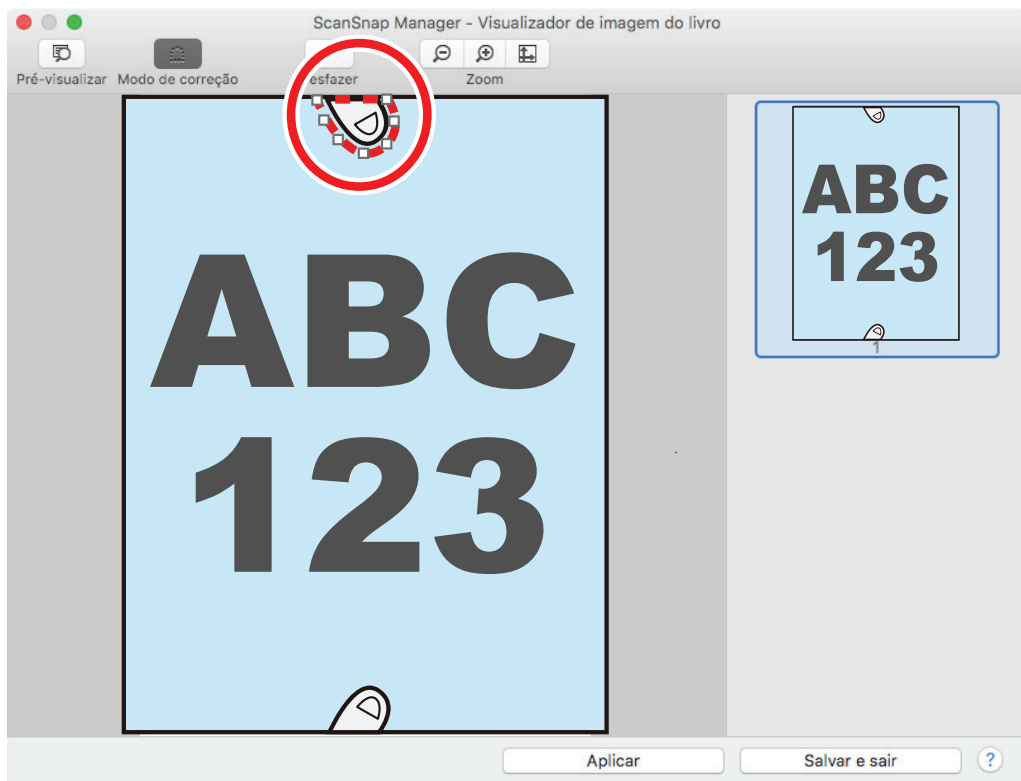 ScanSnap Manager - Visualizador de imagem do livro
Pré-visualizar Modo de correção esfazer Zoom
ABC
123
ABC
123
1
Aplicar Salvar e sair ?